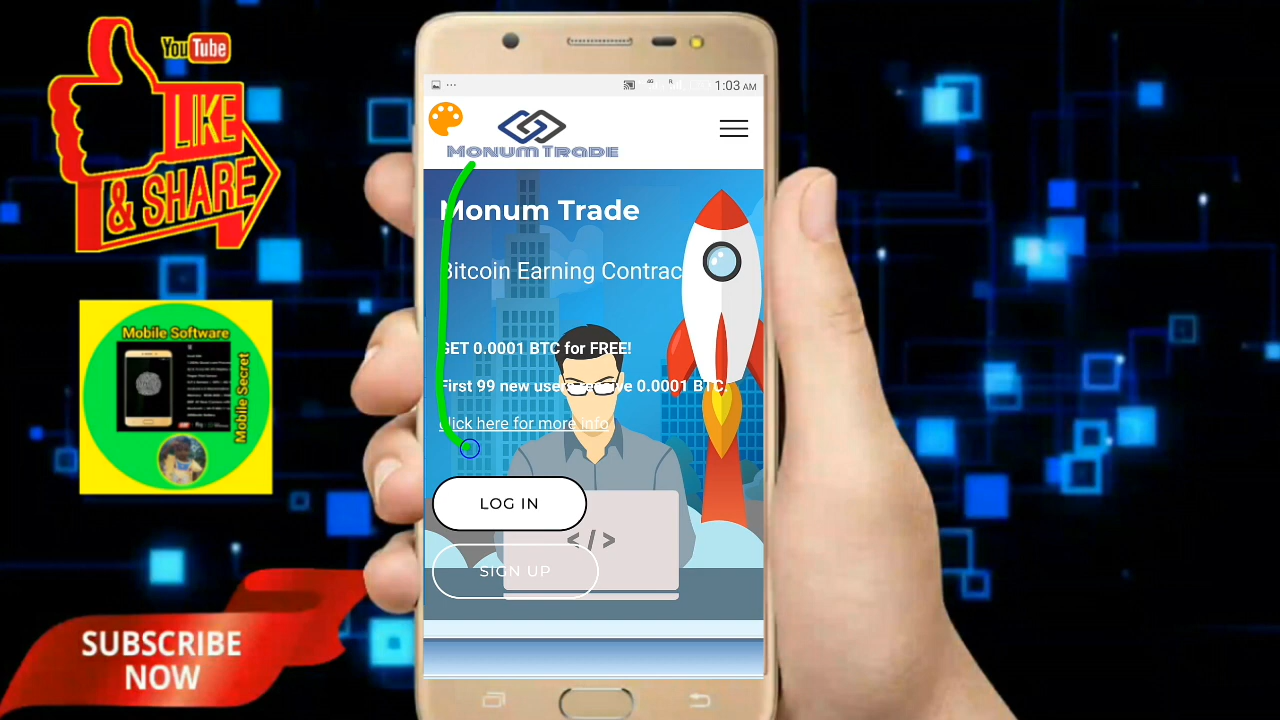 YouTube
LIKE
& SHARE
Mobile Software
Mobile Secret
SUBSCRIBE
NOW
4G
R
1:03 AM
MONUM TRADE
Monum Trade
Bitcoin Earning Contrac
GET 0.0001 BTC for FREE!
First 99 new users receive 0.0001 BTC.
click here for more info
LOG IN
</>
SIGN UP